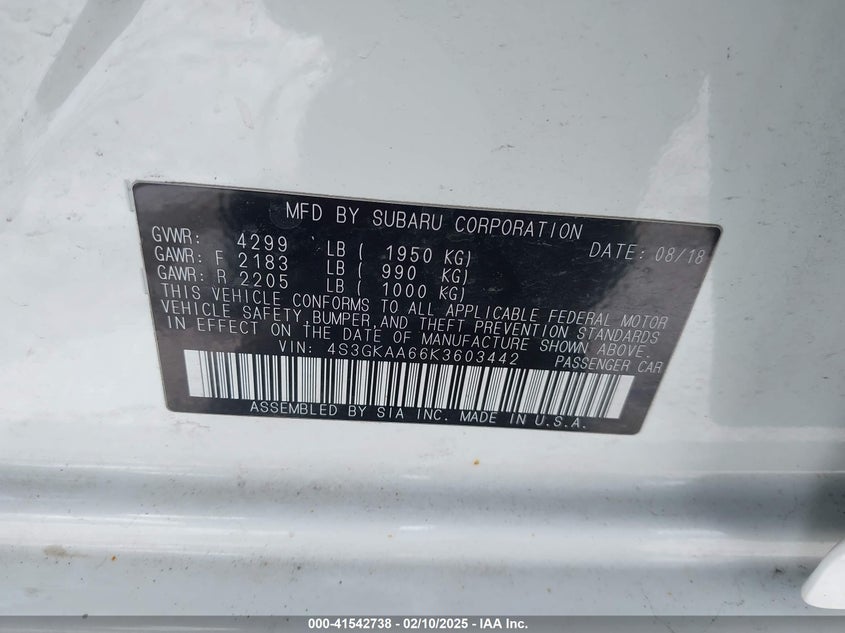 MFD BY SUBARU CORPORATION
GVWR: 4299 LB ( 1950 KG) DATE: 08/18
GAWR: F 2183 LB ( 990 KG)
GAWR: R 2205 LB ( 1000 KG)
THIS VEHICLE CONFORMS TO ALL APPLICABLE FEDERAL MOTOR
VEHICLE SAFETY, BUMPER, AND THEFT PREVENTION STANDARDS
IN EFFECT ON THE DATE OF MANUFACTURE SHOWN ABOVE.
VIN: 4S3GKAA66K3603442 PASSENGER CAR
ASSEMBLED BY SIA INC. MADE IN U.S.A.
000-41542738 - 02/10/2025 - IAA Inc.